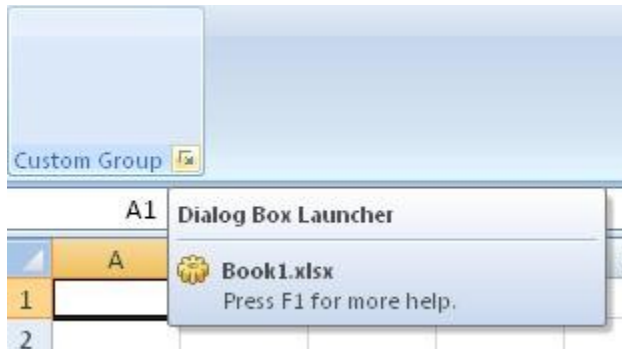 Custom Group
A1
Dialog Box Launcher
A
Book1.xlsx
1
Press F1 for more help.
2